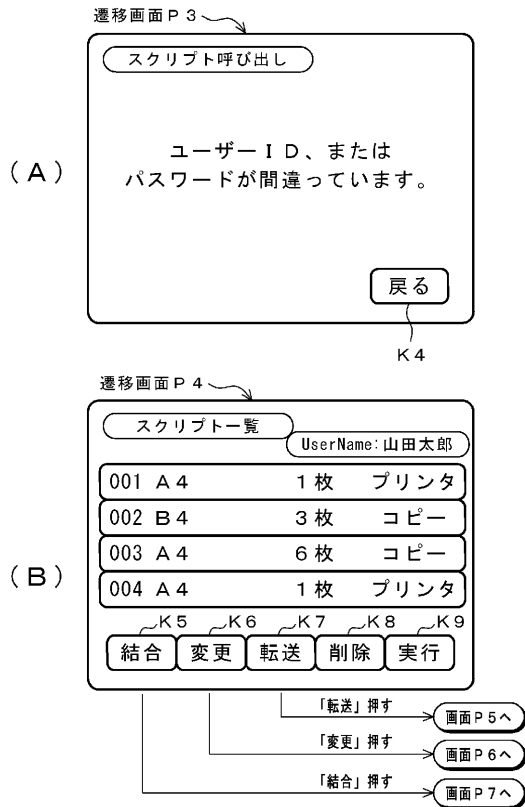 遷移画面P3
スクリプト呼び出し
(A)
ユーザーID、または
パスワードが間違っています。
戻る
K4
遷移画面P4
スクリプト一覧
UserName:山田太郎
(B)
001 A4 1枚 プリンタ
002 B4 3枚 コピー
003 A4 6枚 コピー
004 A4 1枚 プリンタ
K5 K6 K7 K8 K9
結合 変更 転送 削除 実行
「転送」押す 画面P5へ
「変更」押す 画面P6へ
「結合」押す 画面P7へ